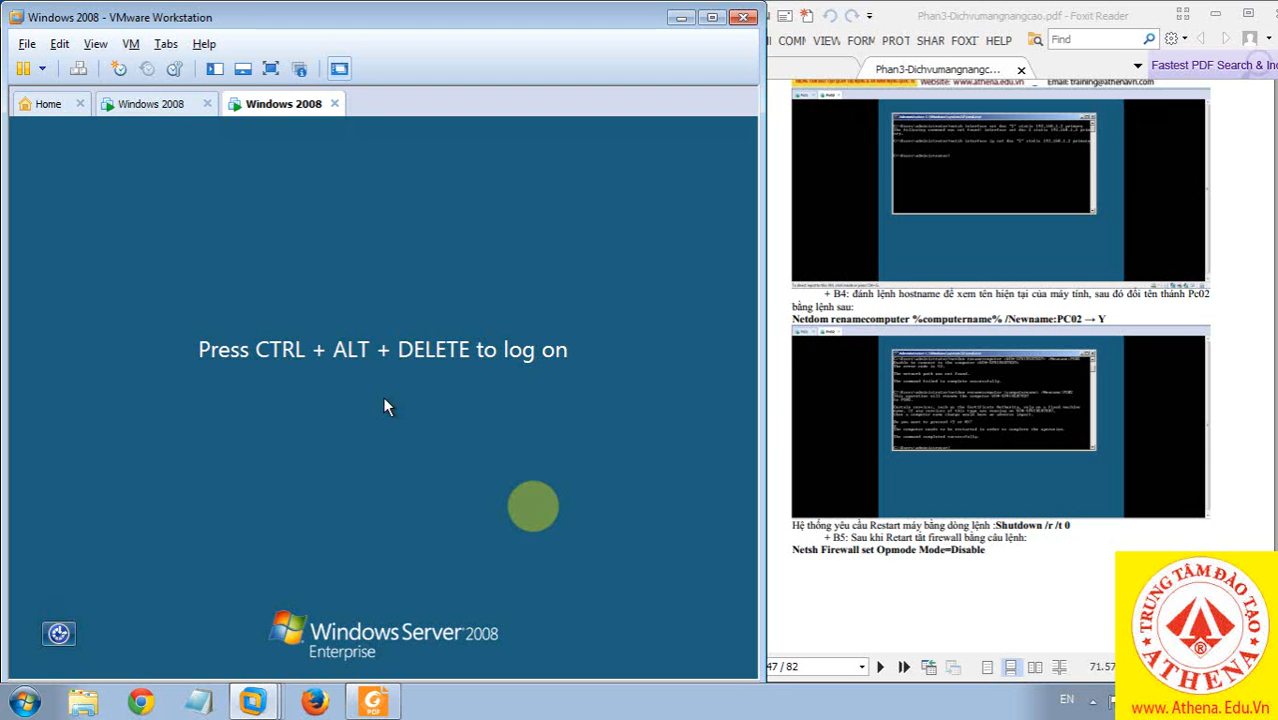 Windows 2008 - VMware Workstation
File Edit View VM Tabs Help
Home
Windows 2008
Press CTRL + ALT + DELETE to log on
Windows Server 2008
Enterprise
Phan3-Dichvumangnangcao.pdf - Foxit Reader
COMM VIEW FORM PROT SHAR FOXI HELP
Find
Phan3-Dichvumangnangc...
Fastest PDF Search & In
Website: www.athena.edu.vn _ Email: training@athenavn.com
+ B4: đánh lệnh hostname để xem tên hiện tại của máy tính, sau đó đổi tên thành Pc02
bằng lệnh sau:
Netdom renamecomputer %computername% /Newname:PC02 → Y
Hệ thống yêu cầu Restart máy bằng dòng lệnh :Shutdown /r /t 0
+ B5: Sau khi Retart tắt firewall bằng câu lệnh:
Netsh Firewall set Opmode Mode=Disable
47 / 82
71.57
EN
TRUNG TÂM ĐÀO TẠO
ATHENA
®
www.Athena.Edu.Vn